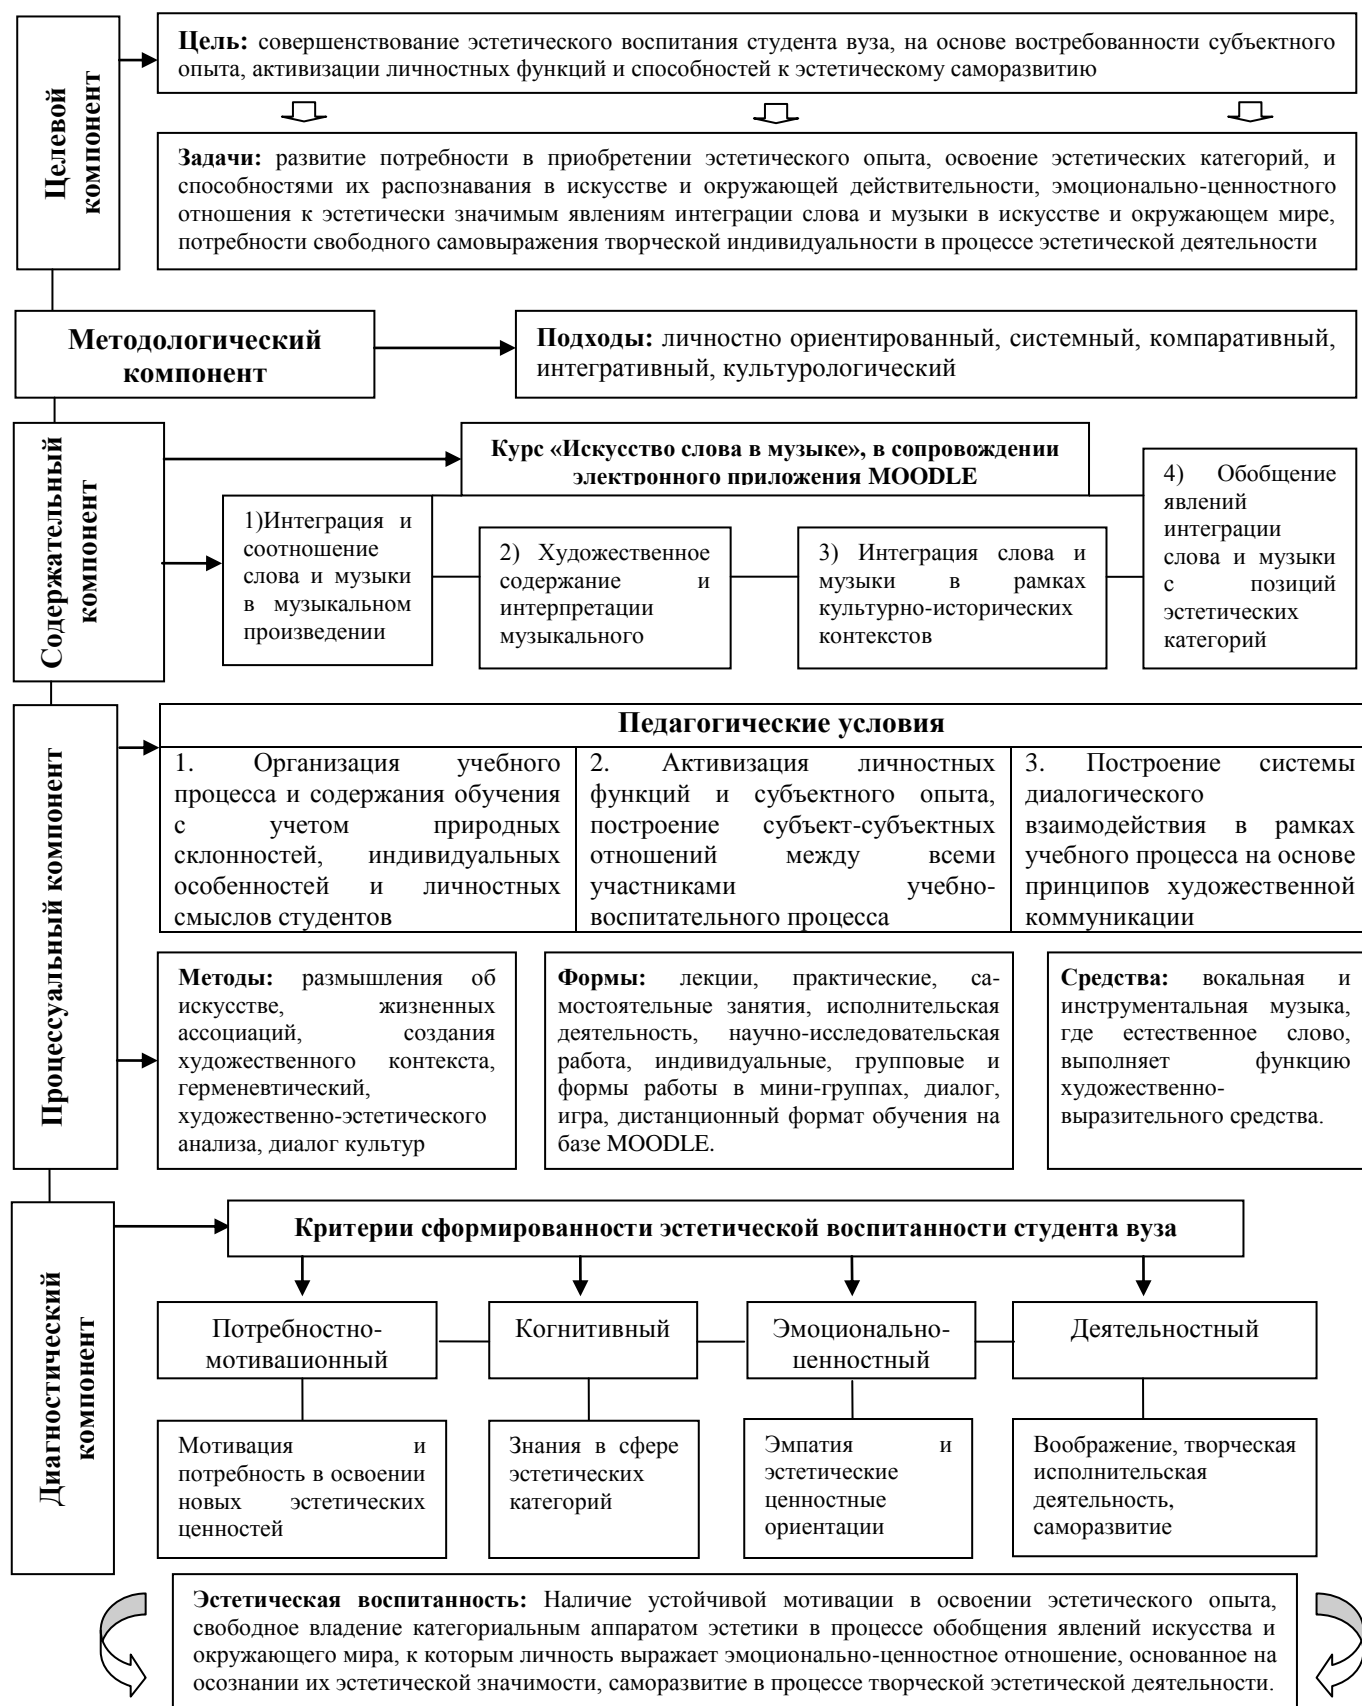 Целевой
компонент
Цель: совершенствование эстетического воспитания студента вуза, на основе востребованности субъектного
опыта, активизации личностных функций и способностей к эстетическому саморазвитию
Задачи: развитие потребности в приобретении эстетического опыта, освоение эстетических категорий, и
способностями их распознавания в искусстве и окружающей действительности, эмоционально-ценностного
отношения к эстетически значимым явлениям интеграции слова и музыки в искусстве и окружающем мире,
потребности свободного самовыражения творческой индивидуальности в процессе эстетической деятельности
Методологический
компонент
Подходы: личностно ориентированный, системный, компаративный,
интегративный, культурологический
Содержательный
компонент
Курс «Искусство слова в музыке», в сопровождении
электронного приложения MOODLE
1)Интеграция и
соотношение
слова и музыки
в музыкальном
произведении
2) Художественное
содержание и
интерпретации
музыкального
3) Интеграция слова и
музыки в рамках
культурно-исторических
контекстов
4) Обобщение
явлений
интеграции
слова и музыки
с позиций
эстетических
категорий
Процессуальный компонент
Педагогические условия
1. Организация учебного
процесса и содержания обучения
с учетом природных
склонностей, индивидуальных
особенностей и личностных
смыслов студентов
2. Активизация личностных
функций и субъектного опыта,
построение субъект-субъектных
отношений между всеми
участниками учебно-
воспитательного процесса
3. Построение системы
диалогического
взаимодействия в рамках
учебного процесса на основе
принципов художественной
коммуникации
Методы: размышления об
искусстве, жизненных
ассоциаций, создания
художественного контекста,
герменевтический,
художественно-эстетического
анализа, диалог культур
Формы: лекции, практические, са-
мостоятельные занятия, исполнительская
деятельность, научно-исследовательская
работа, индивидуальные, групповые и
формы работы в мини-группах, диалог,
игра, дистанционный формат обучения на
базе MOODLE.
Средства: вокальная и
инструментальная музыка,
где естественное слово,
выполняет функцию
художественно-
выразительного средства.
Диагностический
компонент
Критерии сформированности эстетической воспитанности студента вуза
Потребностно-
мотивационный
Когнитивный
Эмоционально-
ценностный
Деятельностный
Мотивация и
потребность в освоении
новых эстетических
ценностей
Знания в сфере
эстетических
категорий
Эмпатия и
эстетические
ценностные
ориентации
Воображение, творческая
исполнительская
деятельность,
саморазвитие
Эстетическая воспитанность: Наличие устойчивой мотивации в освоении эстетического опыта,
свободное владение категориальным аппаратом эстетики в процессе обобщения явлений искусства и
окружающего мира, к которым личность выражает эмоционально-ценностное отношение, основанное на
осознании их эстетической значимости, саморазвитие в процессе творческой эстетической деятельности.